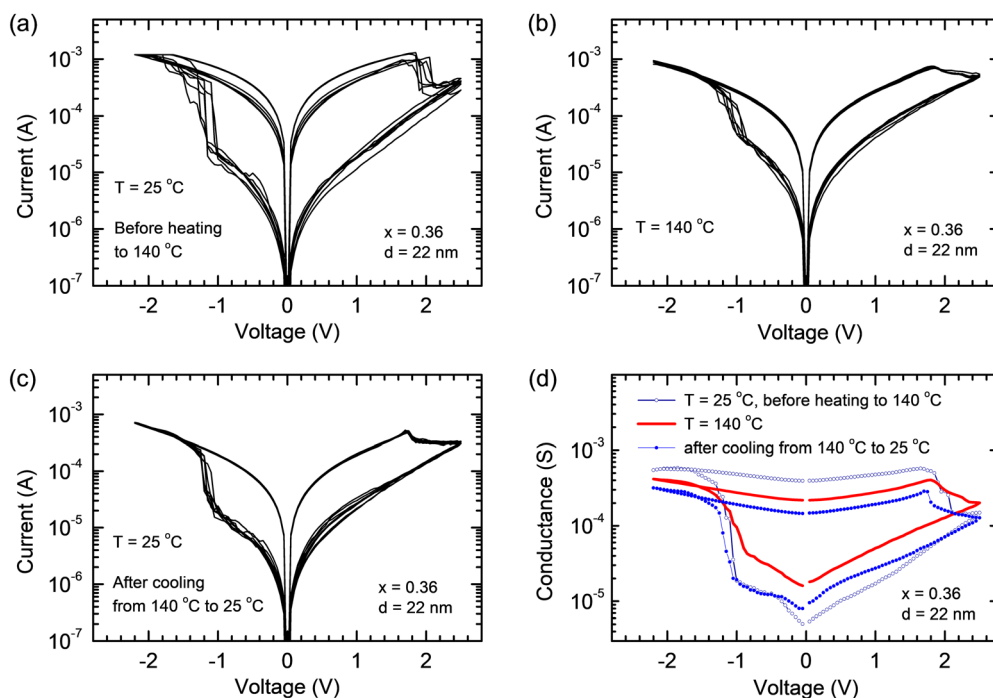 (a)
10⁻³
10⁻⁴
10⁻⁵
10⁻⁶
10⁻⁷
Current (A)
T = 25 °C
Before heating
to 140 °C
x = 0.36
d = 22 nm
-2 -1 0 1 2
Voltage (V)
(b)
10⁻³
10⁻⁴
10⁻⁵
10⁻⁶
10⁻⁷
Current (A)
T = 140 °C
x = 0.36
d = 22 nm
-2 -1 0 1 2
Voltage (V)
(c)
10⁻³
10⁻⁴
10⁻⁵
10⁻⁶
10⁻⁷
Current (A)
T = 25 °C
After cooling
from 140 °C to 25 °C
x = 0.36
d = 22 nm
-2 -1 0 1 2
Voltage (V)
(d)
T = 25 °C, before heating to 140 °C
T = 140 °C
after cooling from 140 °C to 25 °C
10⁻³
10⁻⁴
10⁻⁵
Conductance (S)
x = 0.36
d = 22 nm
-2 -1 0 1 2
Voltage (V)